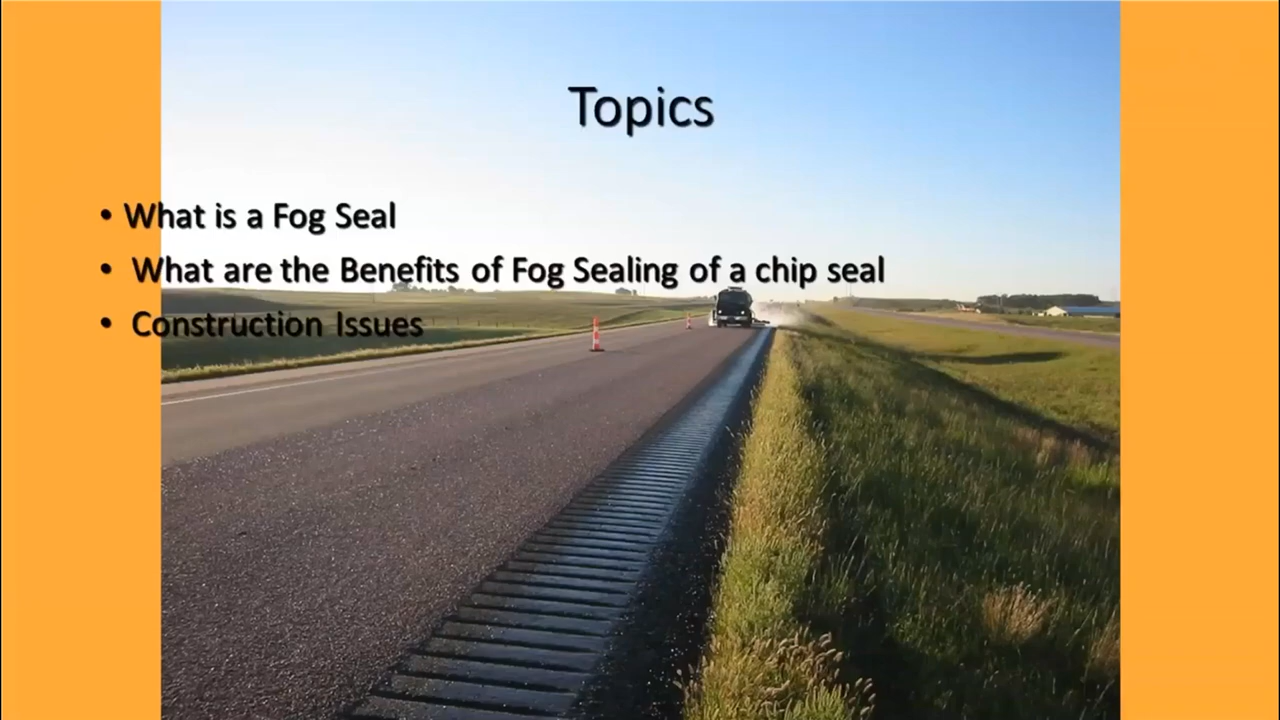 Topics
• What is a Fog Seal
• What are the Benefits of Fog Sealing of a chip seal
• Construction Issues